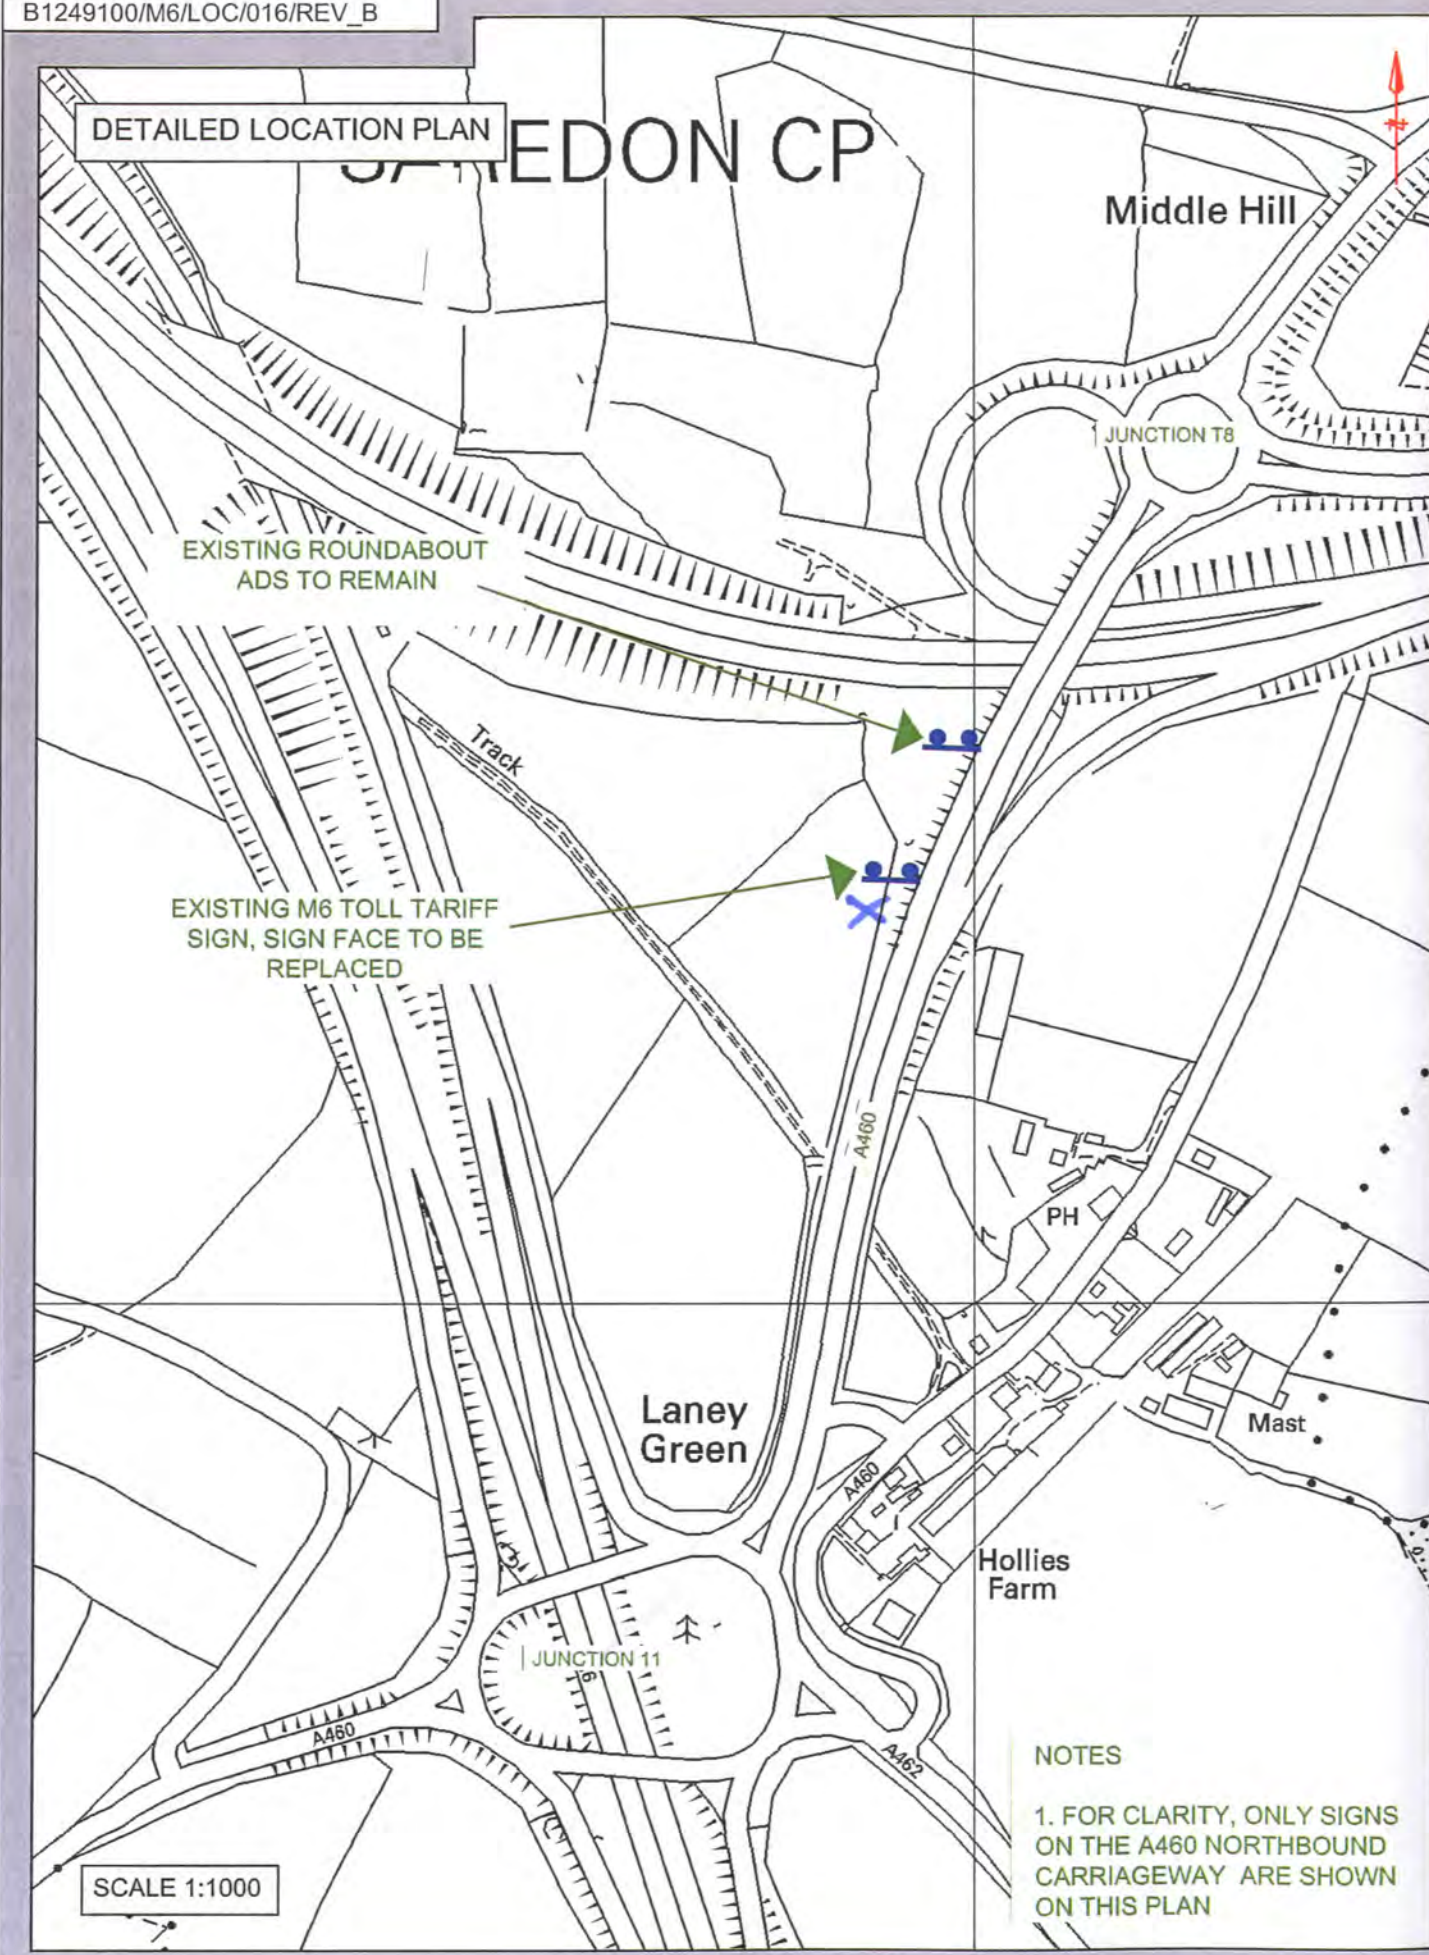 B1249100/M6/LOC/016/REV_B
DETAILED LOCATION PLAN
EDON CP
Middle Hill
JUNCTION T8
EXISTING ROUNDABOUT
ADS TO REMAIN
Track
EXISTING M6 TOLL TARIFF
SIGN, SIGN FACE TO BE
REPLACED
X
A460
PH
Laney
Green
Mast
A460
Hollies
Farm
JUNCTION 11
6
A460
A462
NOTES
1. FOR CLARITY, ONLY SIGNS
ON THE A460 NORTHBOUND
CARRIAGEWAY ARE SHOWN
ON THIS PLAN
SCALE 1:1000